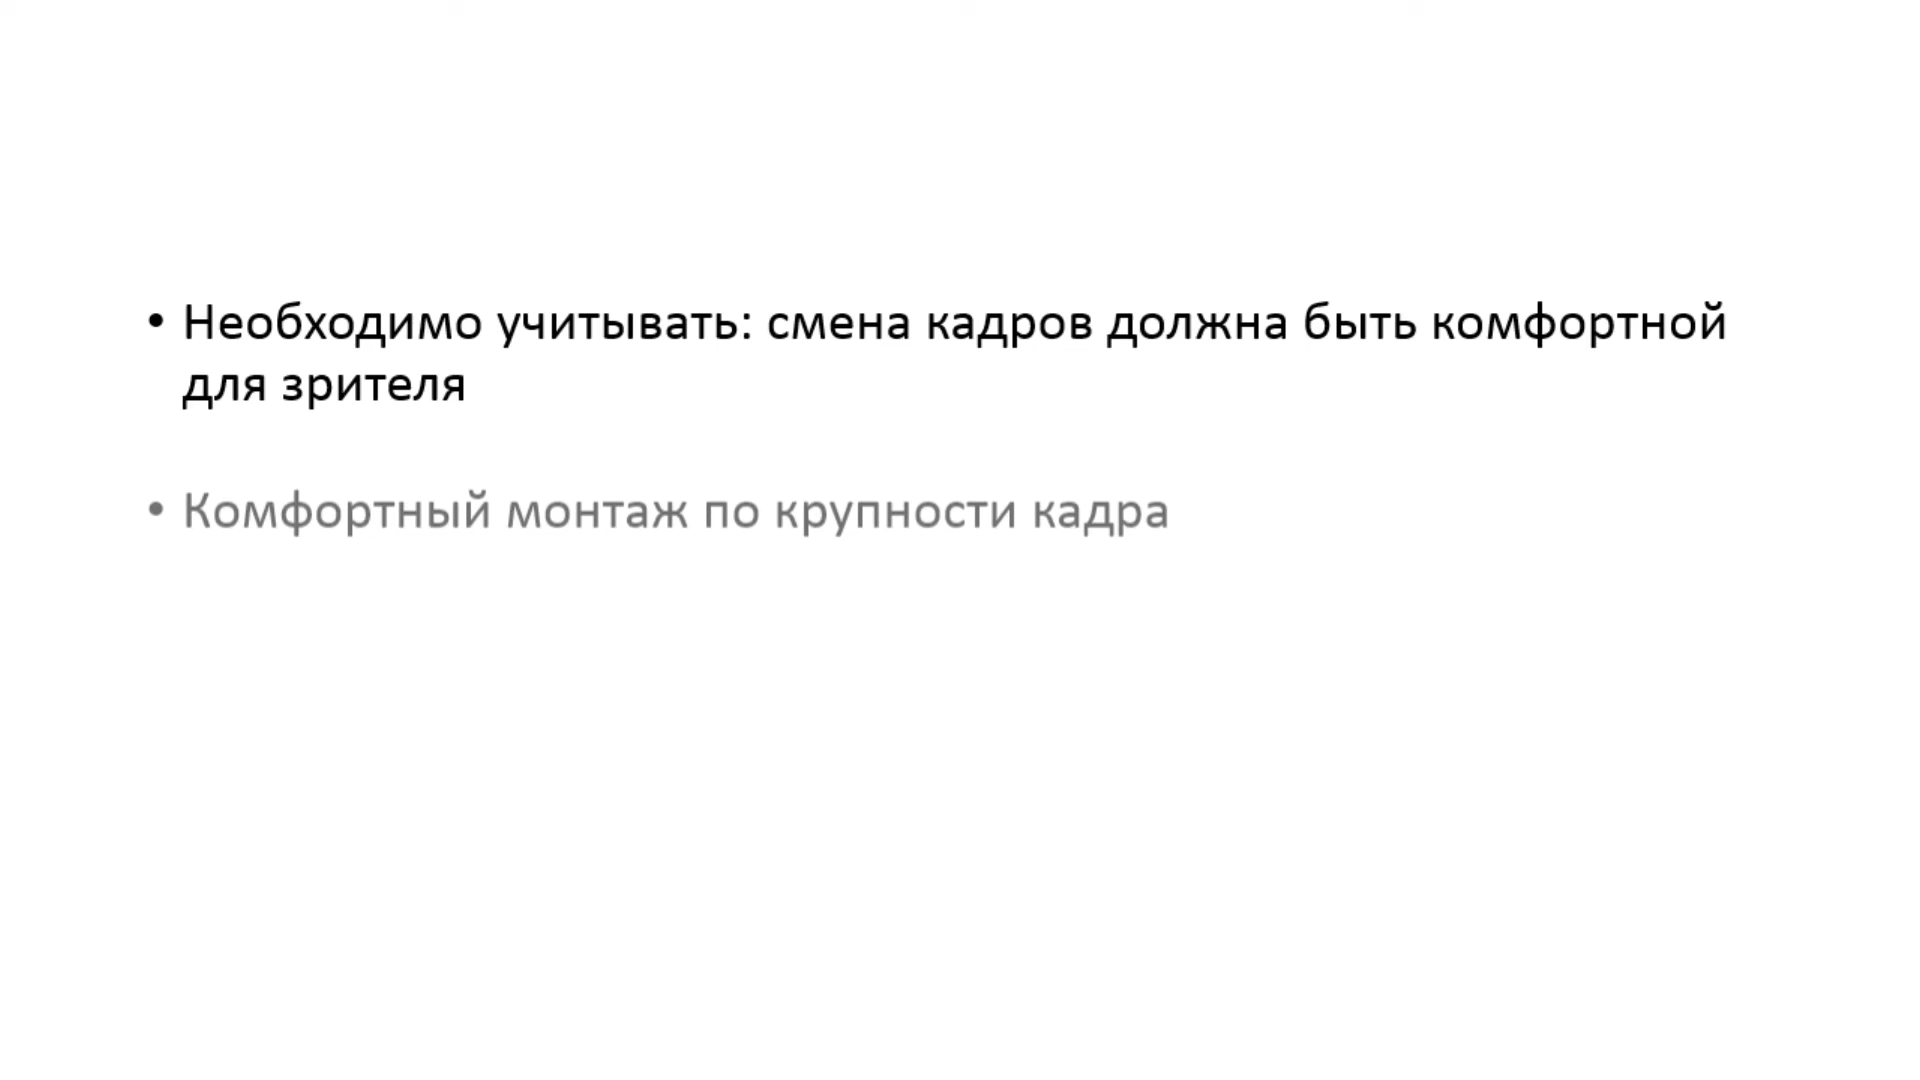 • Необходимо учитывать: смена кадров должна быть комфортной
для зрителя
• Комфортный монтаж по крупности кадра